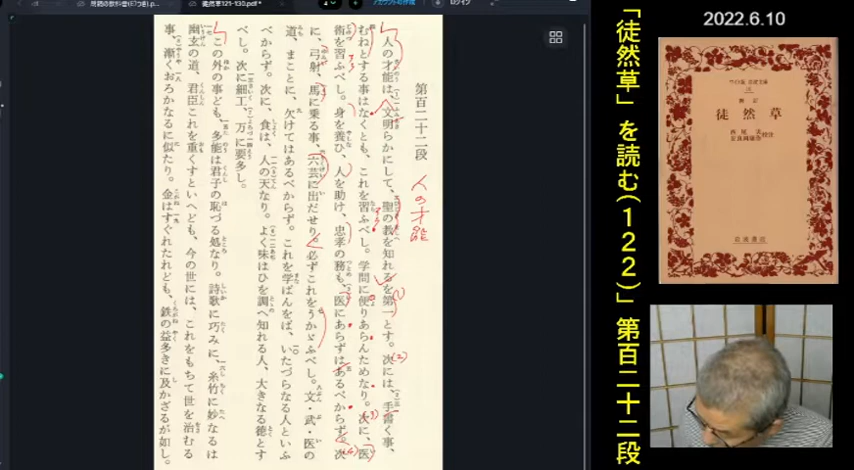 2022.6.10
「徒然草」を読む(122)」第百二十二段
徒然草
岩波書店
第百二十二段
人の才能
人の才能は、文明らかにして、聖の教を知れるを第一とす。次には、手書く事、
むねとする事はなくとも、これを習ふべし。学問に便りあらんためなり。次に、医
術を習ふべし。身を養ひ、人を助け、忠孝の務も、医にあらずはあるべからず。次
に、弓射、馬に乗る事、六芸に出だせり。必ずこれをうかゞふべし。文・武・医の
道、まことに、欠けてはあるべからず。これを学ばんをば、いたづらなる人といふ
べからず。次に、食は、人の天なり。よく味はひを調へ知れる人、大きなる徳とす
べし。次に細工、万に要多し。
この外の事ども、多能は君子の恥づる処なり。詩歌に巧みに、糸竹に妙なるは
幽玄の道、君臣これを重くすといへども、今の世には、これをもちて世を治むる
事、漸くおろかなるに似たり。金はすぐれたれども、鉄の益多きに及かざるが如し。